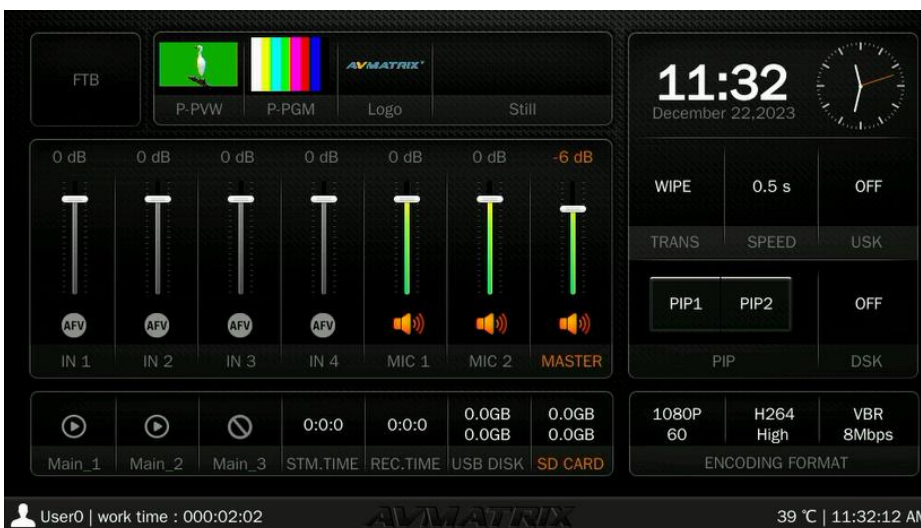 FTB
AVMATRIX
P-PVW P-PGM Logo Still
11:32
December 22,2023
0 dB 0 dB 0 dB 0 dB 0 dB 0 dB -6 dB
AFV AFV AFV AFV
IN 1 IN 2 IN 3 IN 4 MIC 1 MIC 2 MASTER
WIPE 0.5 s OFF
TRANS SPEED USK
PIP1 PIP2 OFF
PIP DSK
0:0:0 0:0:0 0.0GB 0.0GB
0.0GB 0.0GB
Main_1 Main_2 Main_3 STM.TIME REC.TIME USB DISK SD CARD
1080P H264 VBR
60 High 8Mbps
ENCODING FORMAT
User0 | work time : 000:02:02
AVMATRIX
39 ℃ | 11:32:12 AM